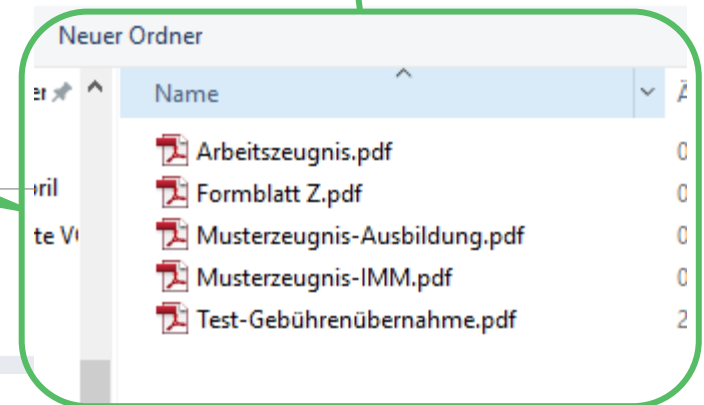 Neuer Ordner
Name
Arbeitszeugnis.pdf
Formblatt Z.pdf
Musterzeugnis-Ausbildung.pdf
Musterzeugnis-IMM.pdf
Test-Gebührenübernahme.pdf